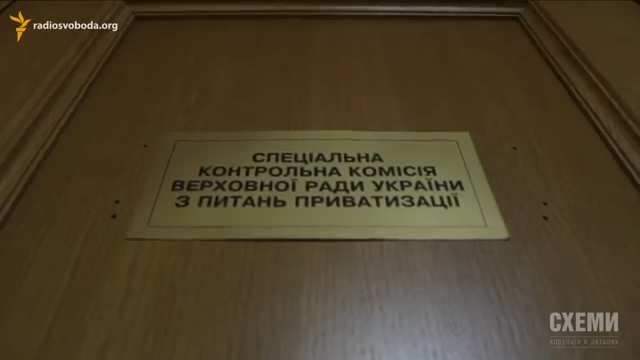 radiosvoboda.org
СПЕЦІАЛЬНА
КОНТРОЛЬНА КОМІСІЯ
ВЕРХОВНОЇ РАДИ УКРАЇНИ
З ПИТАНЬ ПРИВАТИЗАЦІЇ
СХЕМИ
корупція в деталях